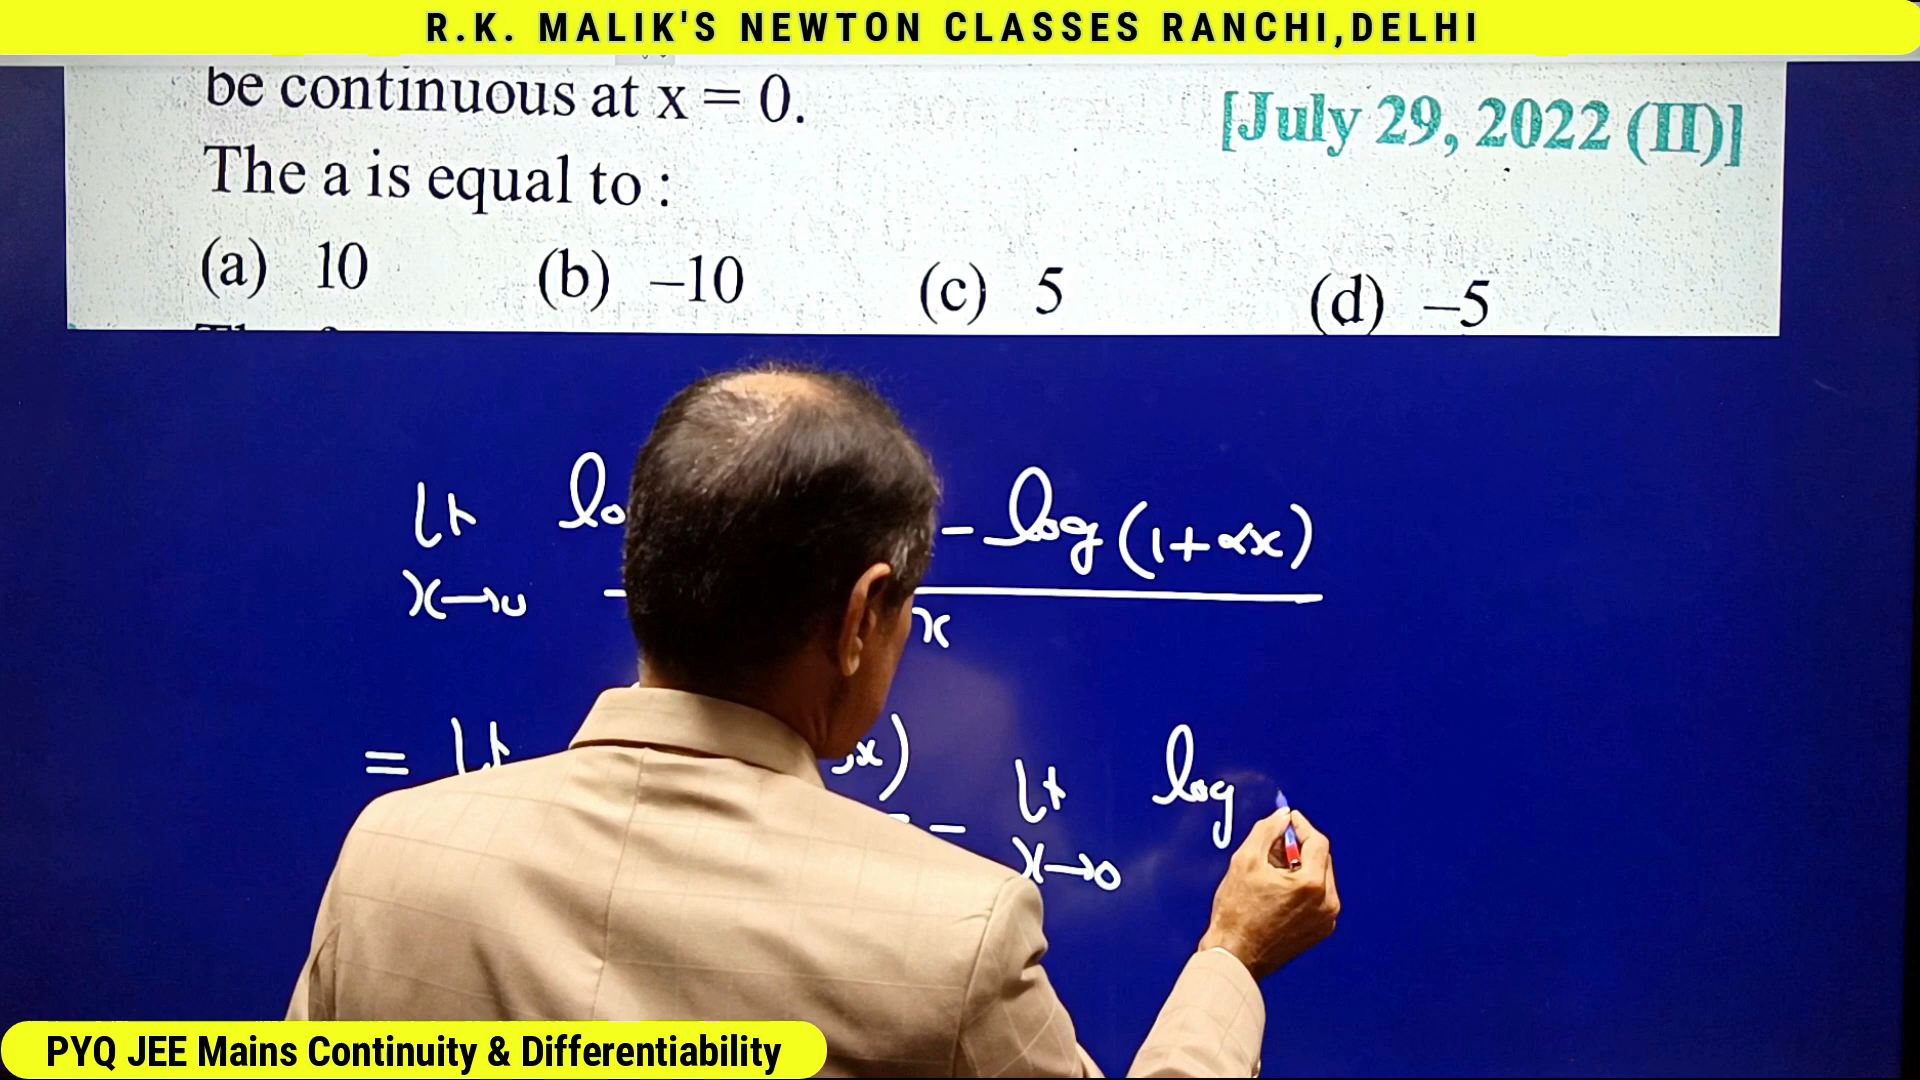 R.K. MALIK'S NEWTON CLASSES RANCHI,DELHI
be continuous at x = 0.
[July 29, 2022 (II)]
The a is equal to :
(a) 10 (b) –10 (c) 5 (d) –5
lt - log (1+αx)
x→0 x
= lt x) - lt log
x→0
PYQ JEE Mains Continuity & Differentiability